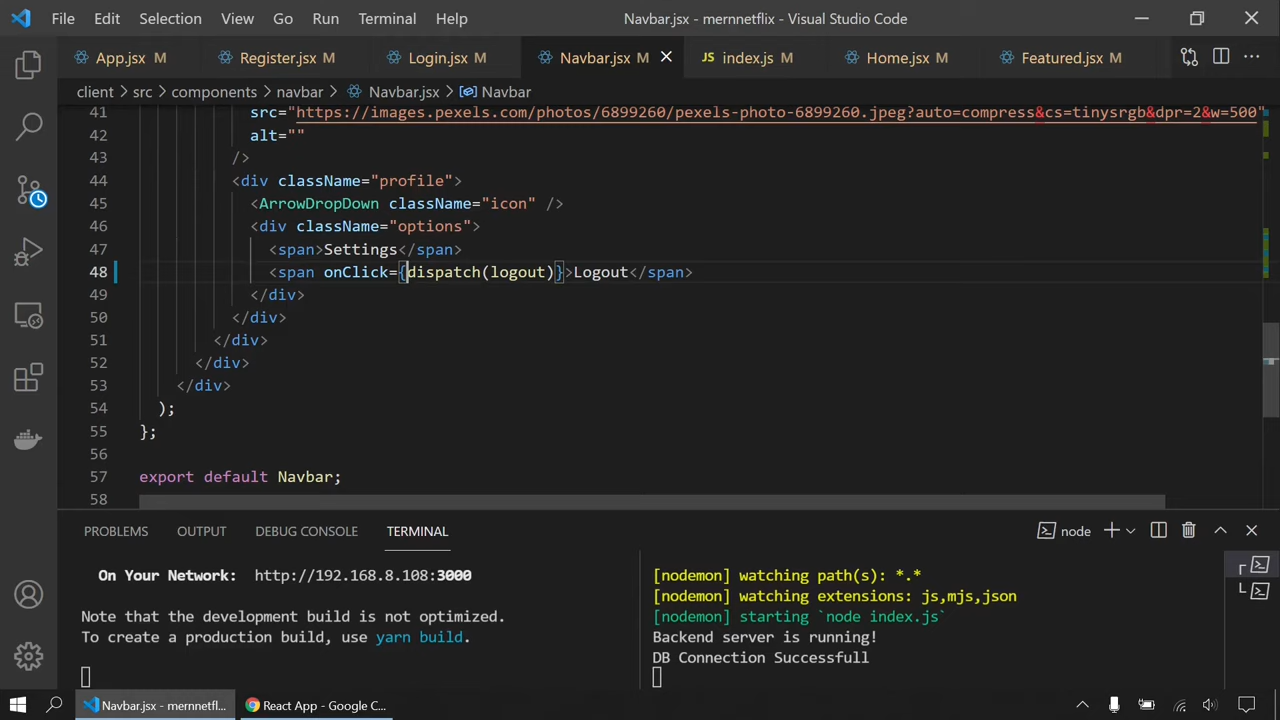 File Edit Selection View Go Run Terminal Help Navbar.jsx - mernnetflix - Visual Studio Code
App.jsx M Register.jsx M Login.jsx M Navbar.jsx M JS index.js M Home.jsx M Featured.jsx M
client > src > components > navbar > Navbar.jsx > Navbar
41 src="https://images.pexels.com/photos/6899260/pexels-photo-6899260.jpeg?auto=compress&cs=tinysrgb&dpr=2&w=500"
42 alt=""
43 />
44 <div className="profile">
45 <ArrowDropDown className="icon" />
46 <div className="options">
47 <span>Settings</span>
48 <span onClick={dispatch(logout)}>Logout</span>
49 </div>
50 </div>
51 </div>
52 </div>
53 </div>
54 );
55 };
56
57 export default Navbar;
58
PROBLEMS OUTPUT DEBUG CONSOLE TERMINAL node
On Your Network: http://192.168.8.108:3000
Note that the development build is not optimized.
To create a production build, use yarn build.
[nodemon] watching path(s): *.*
[nodemon] watching extensions: js,mjs,json
[nodemon] starting `node index.js`
Backend server is running!
DB Connection Successfull
Navbar.jsx - mernnetfli... React App - Google C...